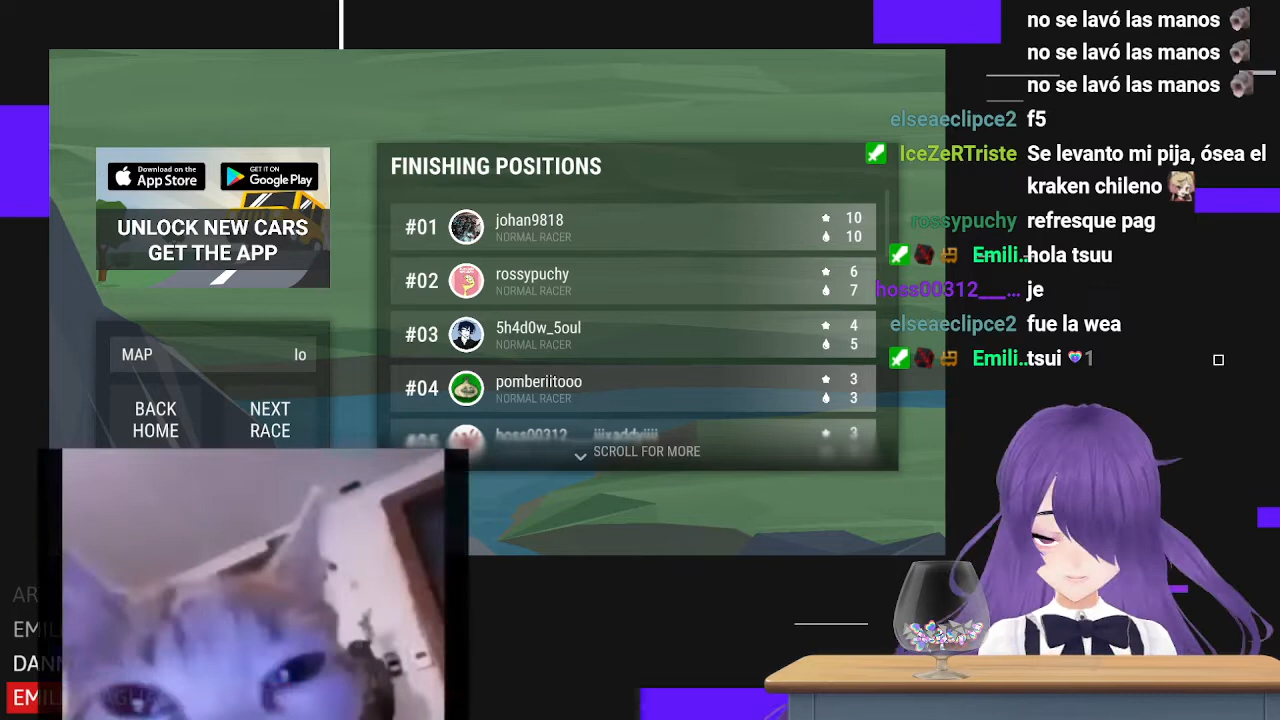 no se lavó las manos
no se lavó las manos
no se lavó las manos
elseaeclipce2 f5
IceZeRTriste Se levanto mi pija, ósea el
kraken chileno
rossypuchy refresque pag
Emili... hola tsuu
hoss00312___... je
elseaeclipce2 fue la wea
Emili... tsui 1
Download on the App Store
GET IT ON Google Play
UNLOCK NEW CARS
GET THE APP
MAP Io
BACK HOME
NEXT RACE
FINISHING POSITIONS
#01 johan9818 10
NORMAL RACER 10
#02 rossypuchy 6
NORMAL RACER 7
#03 5h4d0w_5oul 4
NORMAL RACER 5
#04 pomberiitooo 3
NORMAL RACER 3
#05 3
SCROLL FOR MORE